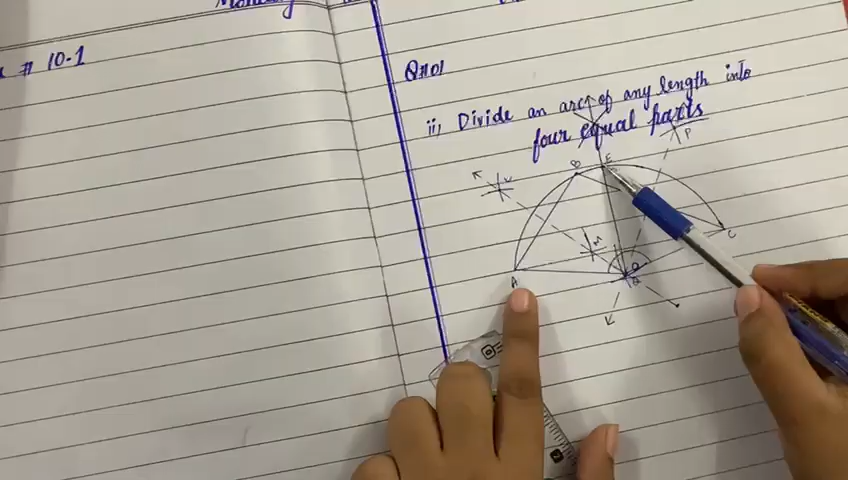 # 10.1
Q#01
ii, Divide an arc of any length into
four equal parts
P
B E
M
C
A